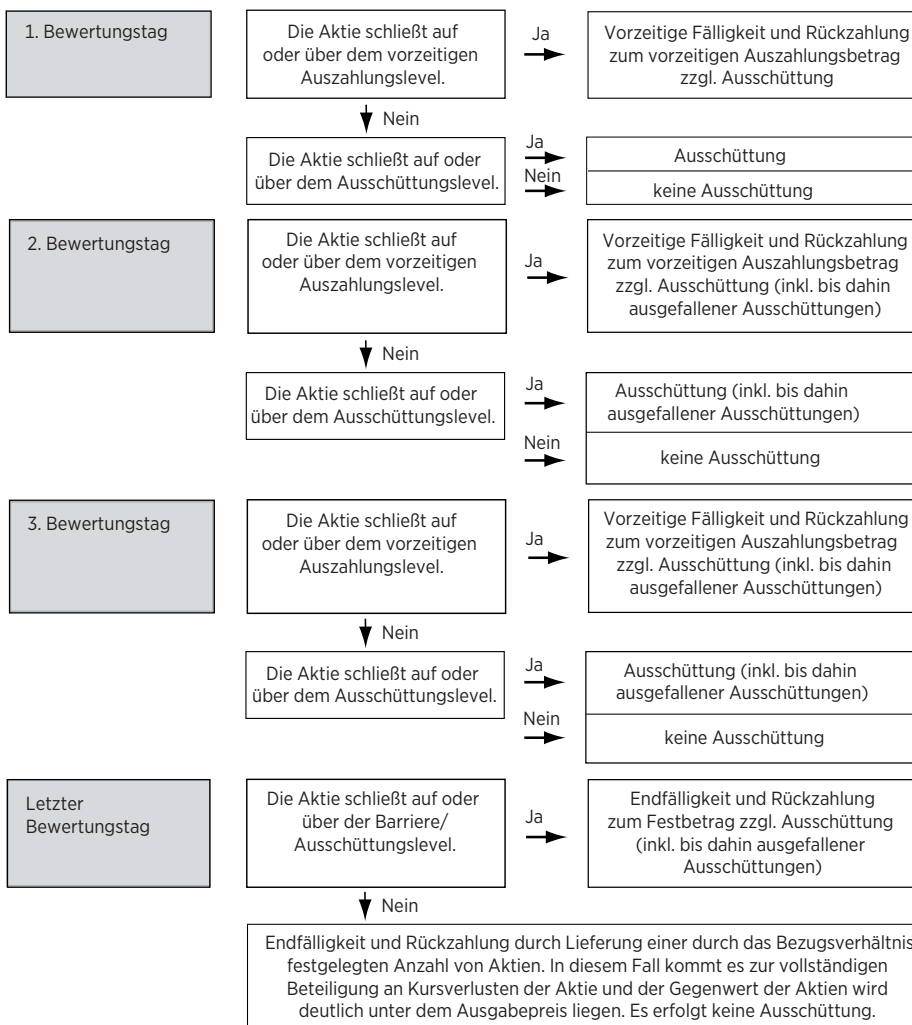 1. Bewertungstag
Die Aktie schließt auf
oder über dem vorzeitigen
Auszahlungslevel.
Ja
Vorzeitige Fälligkeit und Rückzahlung
zum vorzeitigen Auszahlungsbetrag
zzgl. Ausschüttung
Nein
Die Aktie schließt auf oder
über dem Ausschüttungslevel.
Ja
Ausschüttung
Nein
keine Ausschüttung
2. Bewertungstag
Die Aktie schließt auf
oder über dem vorzeitigen
Auszahlungslevel.
Ja
Vorzeitige Fälligkeit und Rückzahlung
zum vorzeitigen Auszahlungsbetrag
zzgl. Ausschüttung (inkl. bis dahin
ausgefallener Ausschüttungen)
Nein
Die Aktie schließt auf oder
über dem Ausschüttungslevel.
Ja
Ausschüttung (inkl. bis dahin
ausgefallener Ausschüttungen)
Nein
keine Ausschüttung
3. Bewertungstag
Die Aktie schließt auf
oder über dem vorzeitigen
Auszahlungslevel.
Ja
Vorzeitige Fälligkeit und Rückzahlung
zum vorzeitigen Auszahlungsbetrag
zzgl. Ausschüttung (inkl. bis dahin
ausgefallener Ausschüttungen)
Nein
Die Aktie schließt auf oder
über dem Ausschüttungslevel.
Ja
Ausschüttung (inkl. bis dahin
ausgefallener Ausschüttungen)
Nein
keine Ausschüttung
Letzter
Bewertungstag
Die Aktie schließt auf oder
über der Barriere/
Ausschüttungslevel.
Ja
Endfälligkeit und Rückzahlung
zum Festbetrag zzgl. Ausschüttung
(inkl. bis dahin ausgefallener
Ausschüttungen)
Nein
Endfälligkeit und Rückzahlung durch Lieferung einer durch das Bezugsverhältnis
festgelegten Anzahl von Aktien. In diesem Fall kommt es zur vollständigen
Beteiligung an Kursverlusten der Aktie und der Gegenwert der Aktien wird
deutlich unter dem Ausgabepreis liegen. Es erfolgt keine Ausschüttung.